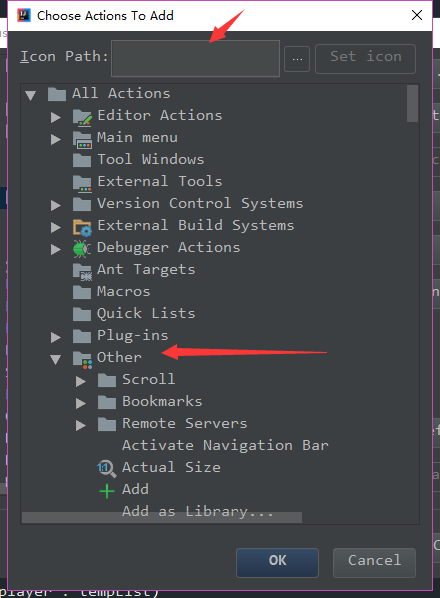 Choose Actions To Add
Icon Path: ... Set icon
All Actions
Editor Actions
Main menu
Tool Windows
External Tools
Version Control Systems
External Build Systems
Debugger Actions
Ant Targets
Macros
Quick Lists
Plug-ins
Other
Scroll
Bookmarks
Remote Servers
Activate Navigation Bar
Actual Size
Add
Add as Library...
OK Cancel